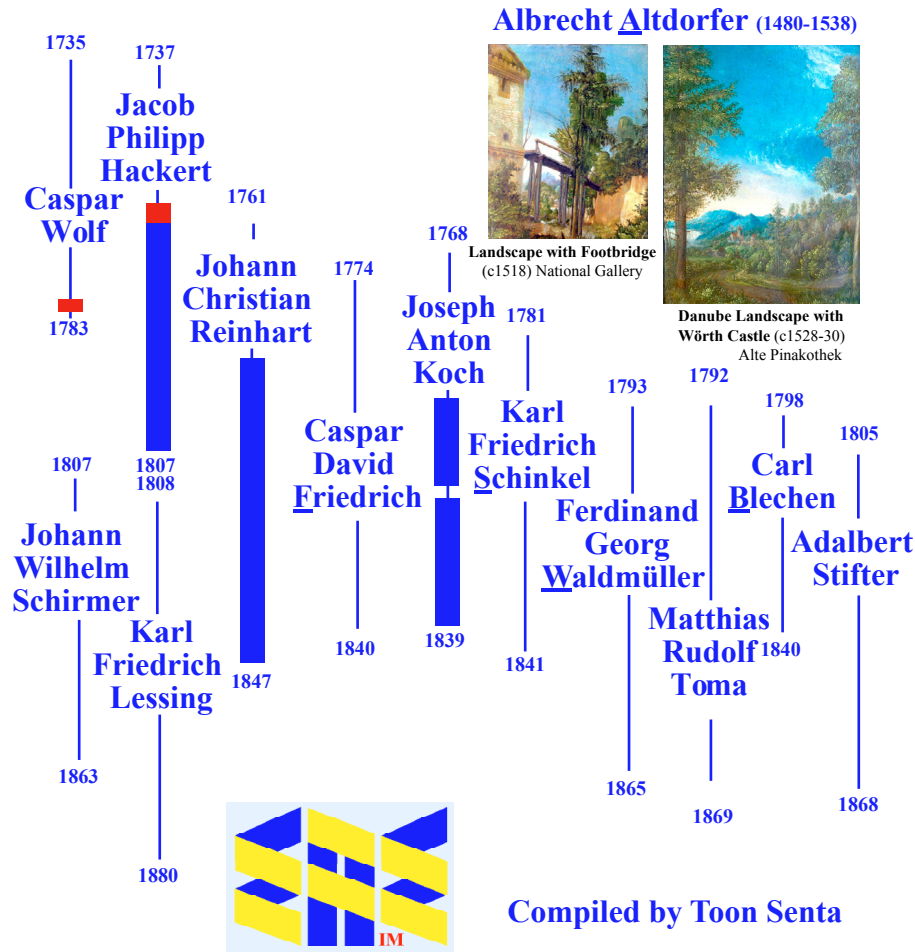 Albrecht Altdorfer (1480-1538)
Landscape with Footbridge
(c1518) National Gallery
Danube Landscape with
Wörth Castle (c1528-30)
Alte Pinakothek
1735
Caspar
Wolf
1783
1737
Jacob
Philipp
Hackert
1807
1761
Johann
Christian
Reinhart
1847
1774
Caspar
David
Friedrich
1840
1768
Joseph
Anton
Koch
1839
1781
Karl
Friedrich
Schinkel
1841
1793
Ferdinand
Georg
Waldmüller
1865
1792
Matthias
Rudolf
Toma
1869
1798
Carl
Blechen
1840
1805
Adalbert
Stifter
1868
1807
Johann
Wilhelm
Schirmer
1863
1808
Karl
Friedrich
Lessing
1880
IM
Compiled by Toon Senta